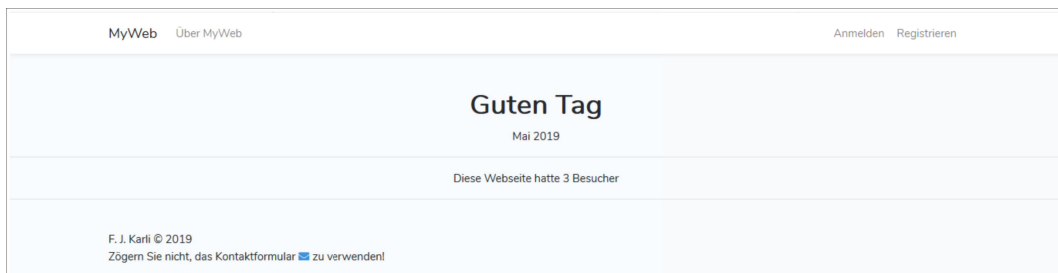 MyWeb Über MyWeb Anmelden Registrieren
Guten Tag
Mai 2019
Diese Webseite hatte 3 Besucher
F. J. Karli © 2019
Zögern Sie nicht, das Kontaktformular zu verwenden!